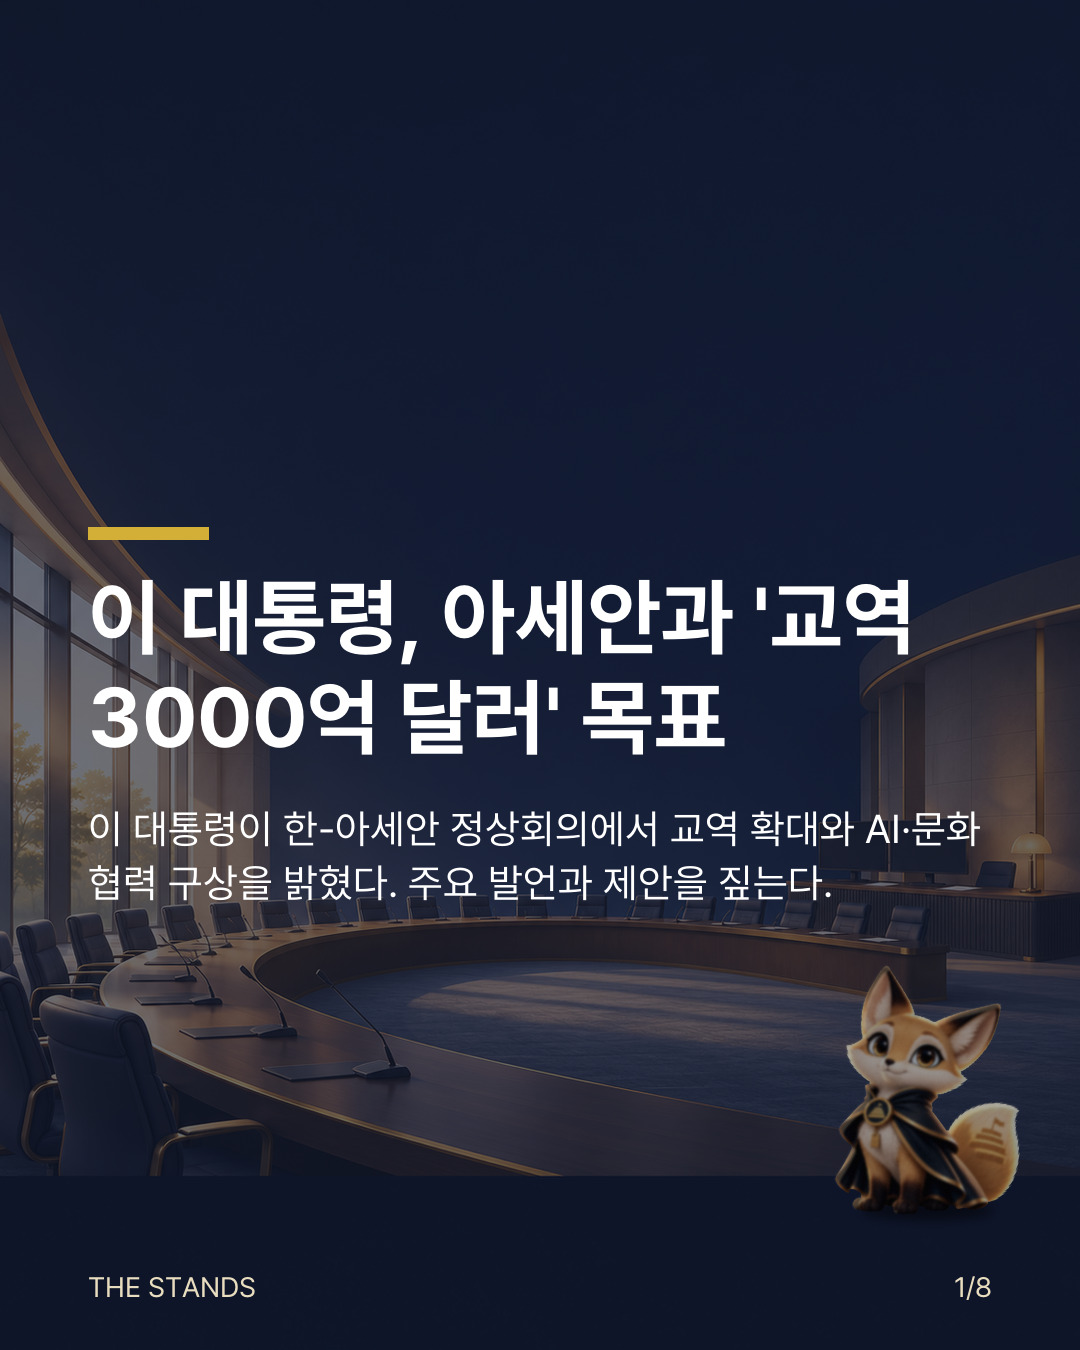 이 대통령, 아세안과 '교역
3000억 달러' 목표
이 대통령이 한-아세안 정상회의에서 교역 확대와 AI·문화
협력 구상을 밝혔다. 주요 발언과 제안을 짚는다.
THE STANDS
1/8